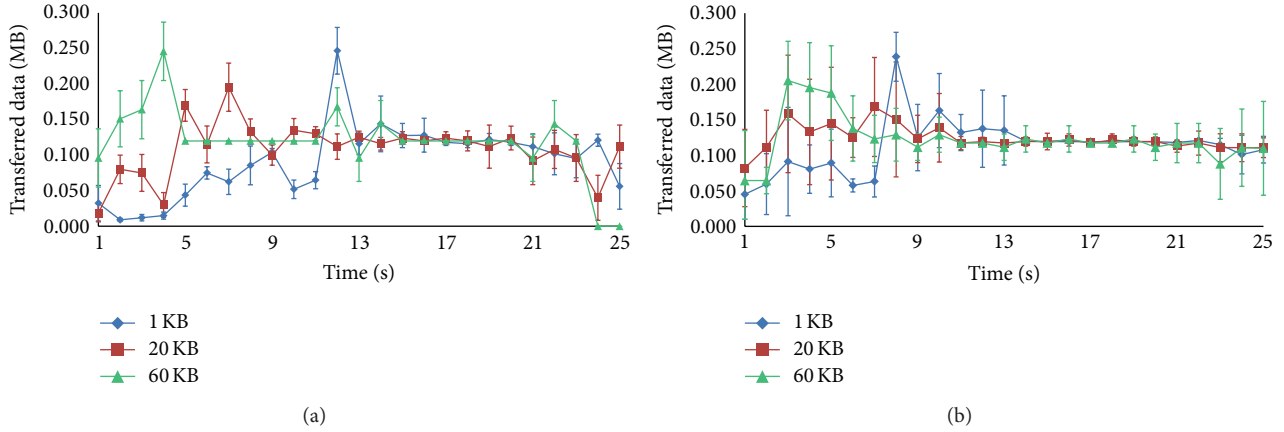 0.300
0.250
0.200
0.150
0.100
0.050
0.000
Transferred data (MB)
1 5 9 13 17 21 25
Time (s)
1 KB
20 KB
60 KB
(a)
0.300
0.250
0.200
0.150
0.100
0.050
0.000
Transferred data (MB)
1 5 9 13 17 21 25
Time (s)
1 KB
20 KB
60 KB
(b)